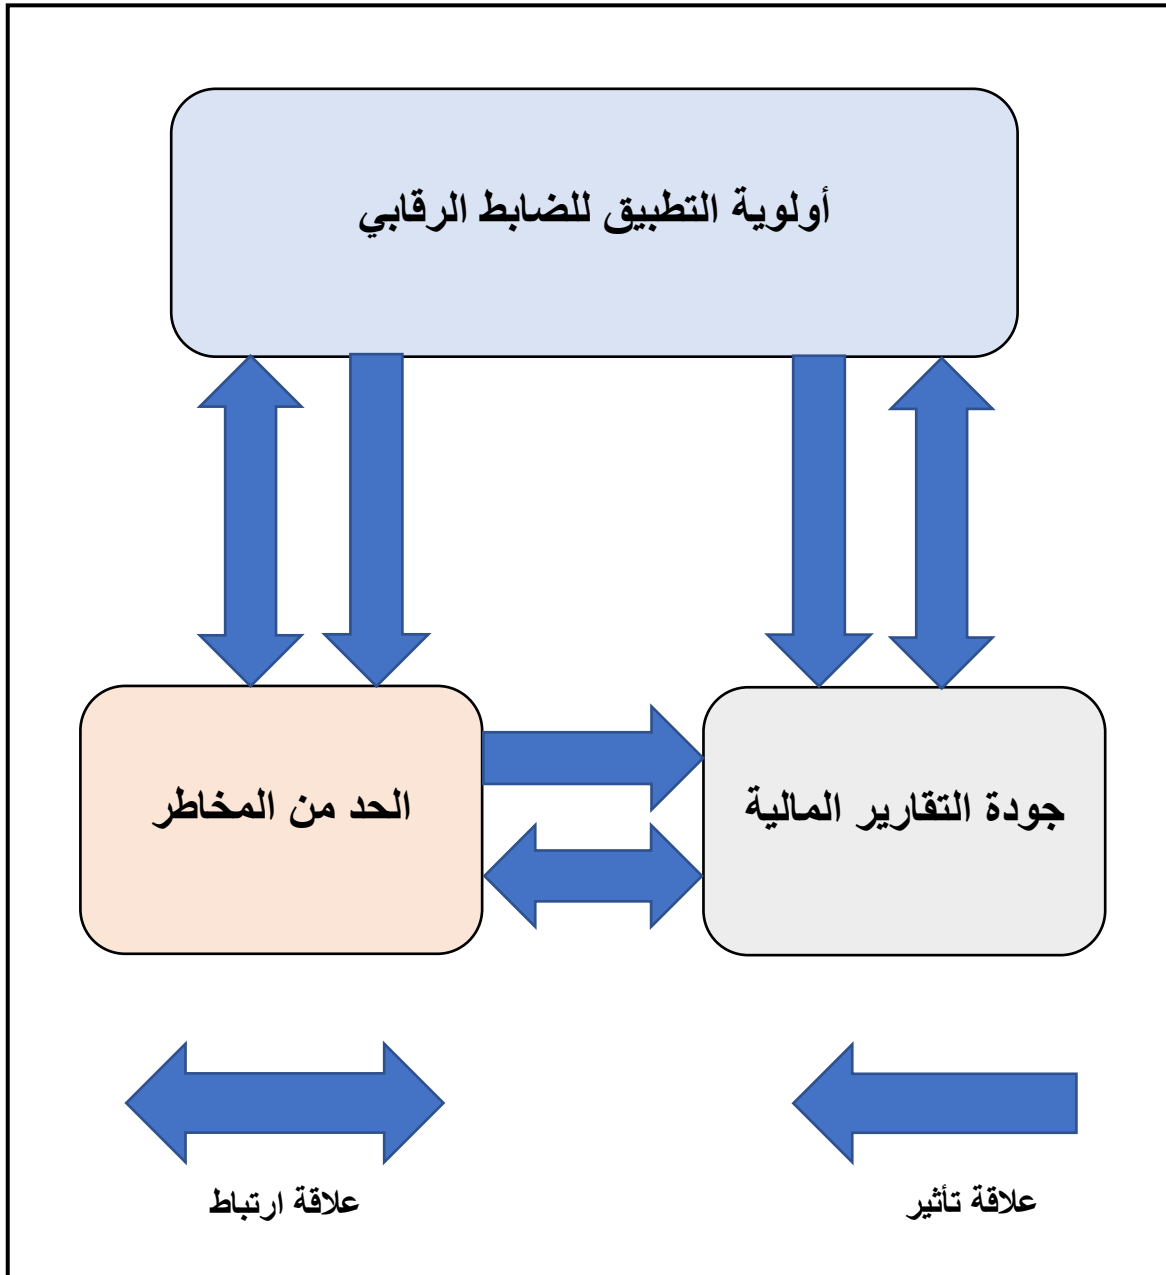 أولوية التطبيق للضابط الرقابي
جودة التقارير المالية
الحد من المخاطر
علاقة تأثير
علاقة ارتباط